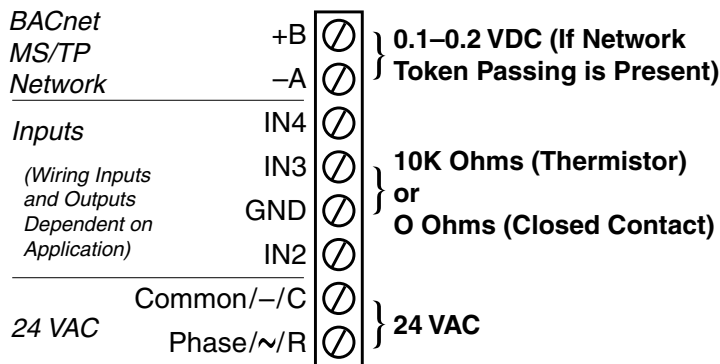 BACnet
MS/TP
Network
+B
–A
0.1–0.2 VDC (If Network
Token Passing is Present)
Inputs
(Wiring Inputs
and Outputs
Dependent on
Application)
IN4
IN3
GND
IN2
10K Ohms (Thermistor)
or
O Ohms (Closed Contact)
24 VAC
Common/–/C
Phase/~/R
24 VAC